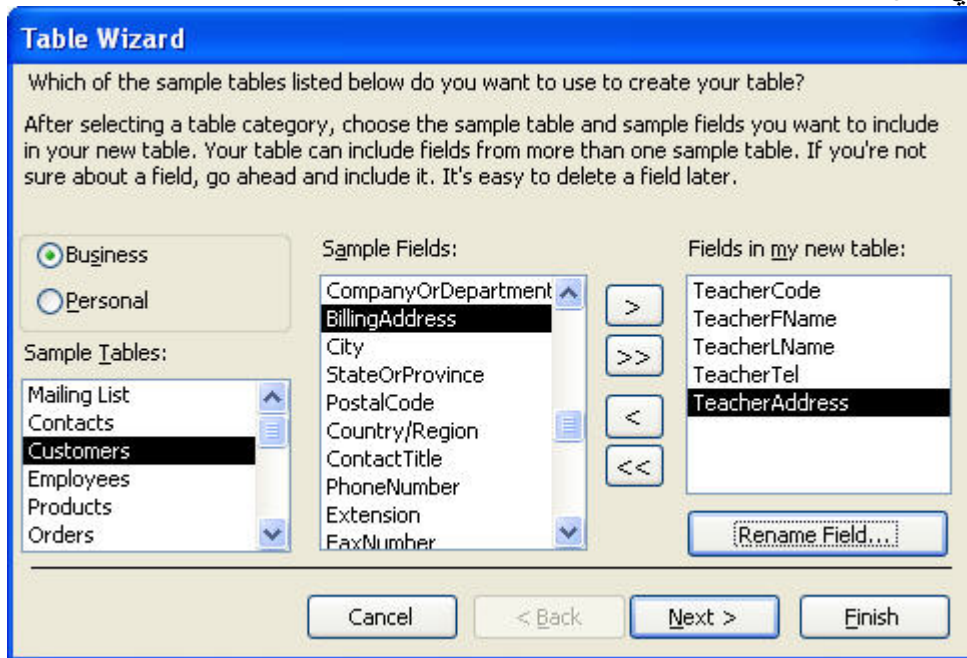 Table Wizard
Which of the sample tables listed below do you want to use to create your table?
After selecting a table category, choose the sample table and sample fields you want to include
in your new table. Your table can include fields from more than one sample table. If you're not
sure about a field, go ahead and include it. It's easy to delete a field later.
Business
Personal
Sample Tables:
Mailing List
Contacts
Customers
Employees
Products
Orders
Sample Fields:
CompanyOrDepartment
BillingAddress
City
StateOrProvince
PostalCode
Country/Region
ContactTitle
PhoneNumber
Extension
FaxNumber
>
>>
<
<<
Fields in my new table:
TeacherCode
TeacherFName
TeacherLName
TeacherTel
TeacherAddress
Rename Field...
Cancel
< Back
Next >
Finish